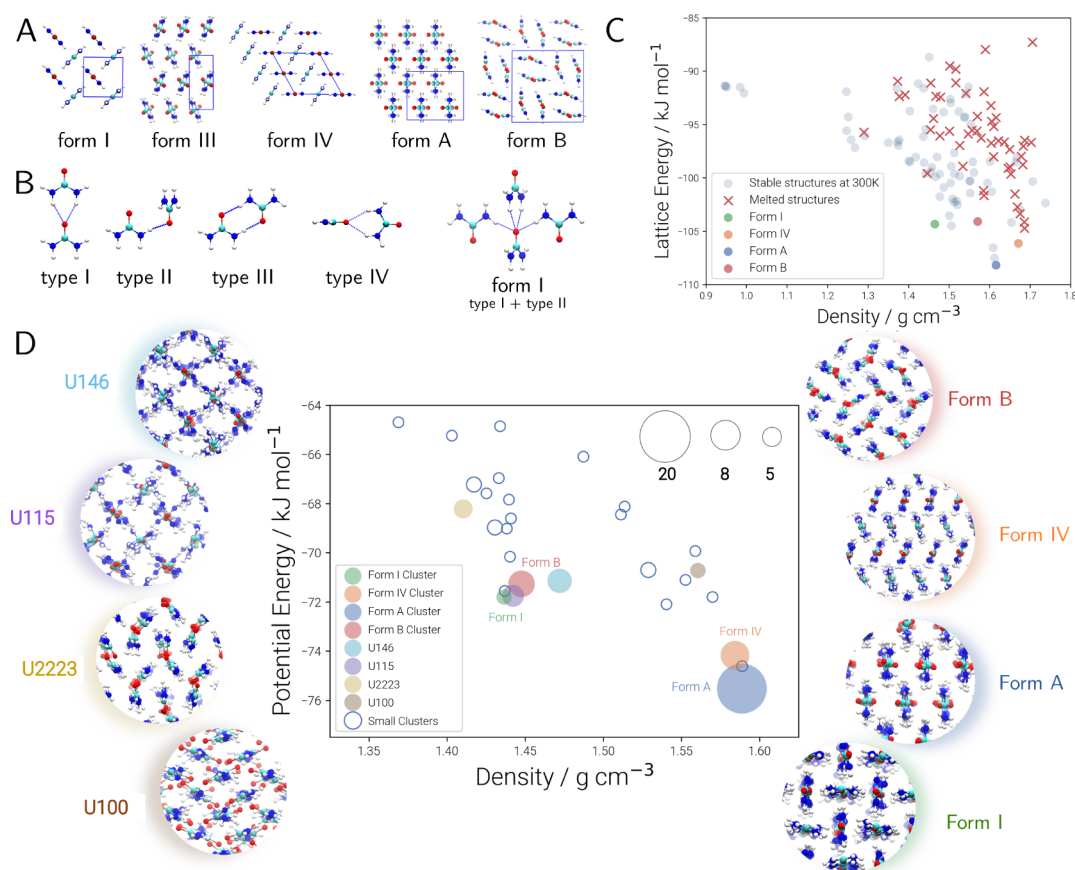 A
form I
form III
form IV
form A
form B
B
type I
type II
type III
type IV
form I
type I + type II
C
Lattice Energy / kJ mol−1
−85
−90
−95
−100
−105
−110
Stable structures at 300K
Melted structures
Form I
Form IV
Form A
Form B
0.9 1.0 1.1 1.2 1.3 1.4 1.5 1.6 1.7 1.8
Density / g cm−3
D
U146
U115
U2223
U100
Potential Energy / kJ mol−1
−64
−66
−68
−70
−72
−74
−76
20
8
5
Form B
Form I
Form IV
Form A
Form I Cluster
Form IV Cluster
Form A Cluster
Form B Cluster
U146
U115
U2223
U100
Small Clusters
1.35 1.40 1.45 1.50 1.55 1.60
Density / g cm−3
Form B
Form IV
Form A
Form I